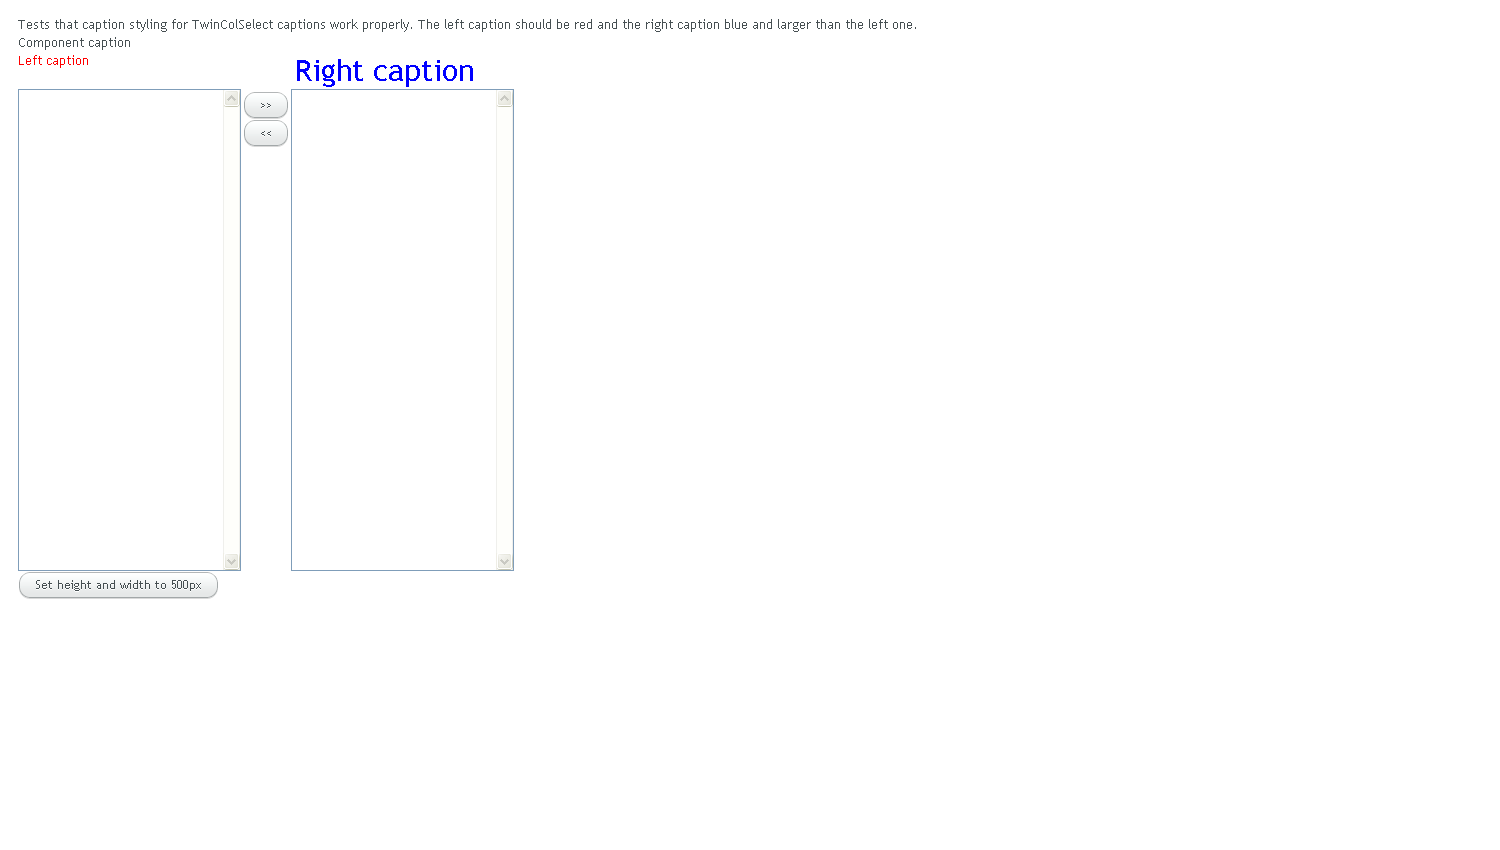 Tests that caption styling for TwinColSelect captions work properly. The left caption should be red and the right caption blue and larger than the left one.
Component caption
Left caption
Right caption
>>
<<
Set height and width to 500px